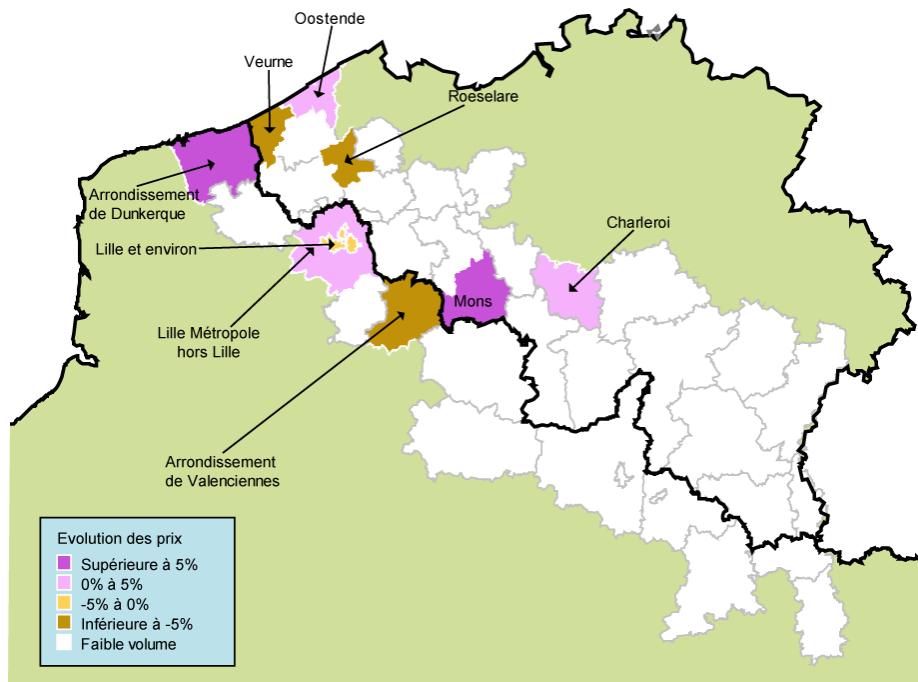 Oostende
Veurne
Roeselare
Arrondissement
de Dunkerque
Lille et environ
Charleroi
Mons
Lille Métropole
hors Lille
Arrondissement
de Valenciennes
Evolution des prix
Supérieure à 5%
0% à 5%
-5% à 0%
Inférieure à -5%
Faible volume